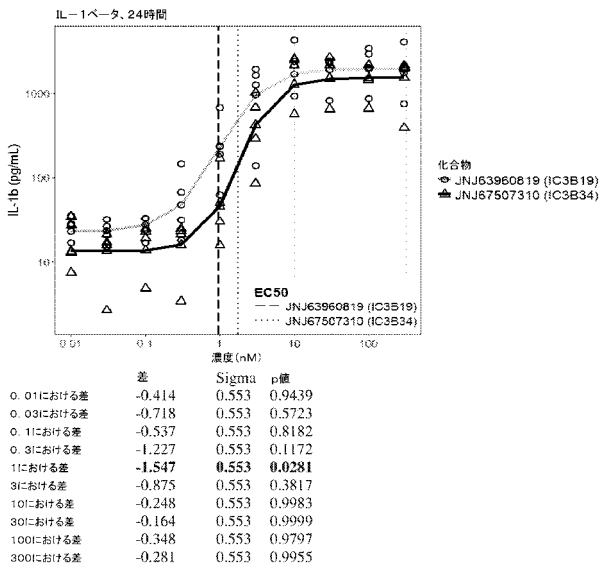 IL-1ベータ、24時間
IL-1b (pg/mL)
1000
100
10
0.01
0.1
1
10
100
濃度(nM)
EC50
JNJ63960819 (IC3B19)
JNJ67507310 (IC3B34)
化合物
JNJ63960819 (IC3B19)
JNJ67507310 (IC3B34)
差 Sigma p値
0.01における差 -0.414 0.553 0.9439
0.03における差 -0.718 0.553 0.5723
0.1における差 -0.537 0.553 0.8182
0.3における差 -1.227 0.553 0.1172
1における差 -1.547 0.553 0.0281
3における差 -0.875 0.553 0.3817
10における差 -0.248 0.553 0.9983
30における差 -0.164 0.553 0.9999
100における差 -0.348 0.553 0.9797
300における差 -0.281 0.553 0.9955